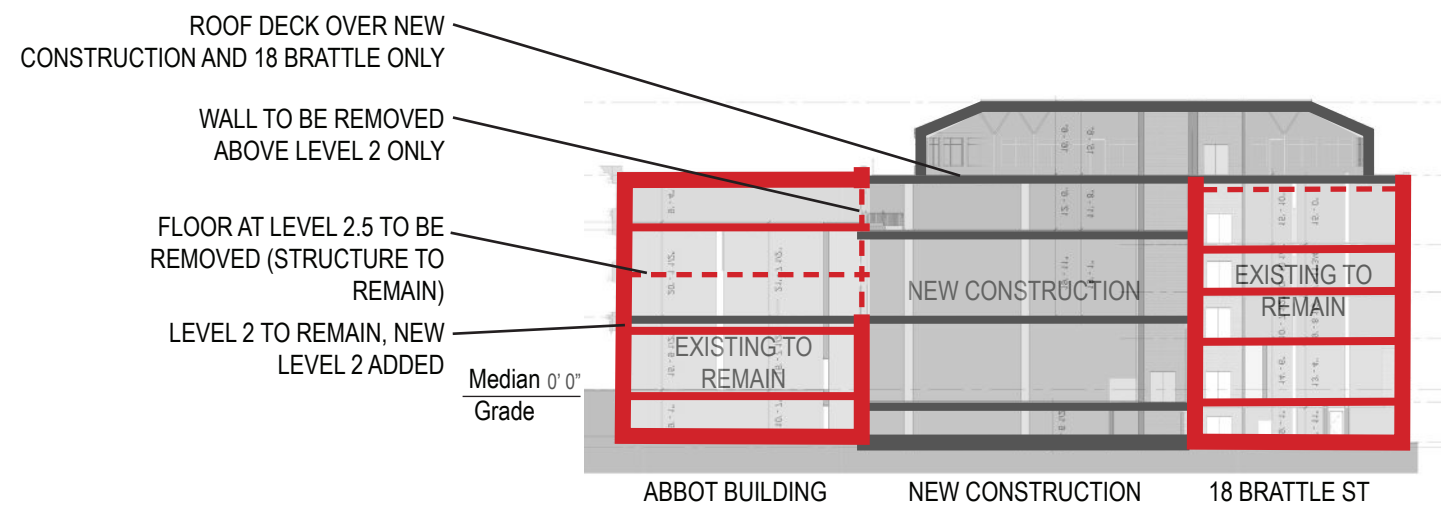 ROOF DECK OVER NEW
CONSTRUCTION AND 18 BRATTLE ONLY
WALL TO BE REMOVED
ABOVE LEVEL 2 ONLY
FLOOR AT LEVEL 2.5 TO BE
REMOVED (STRUCTURE TO
REMAIN)
LEVEL 2 TO REMAIN, NEW
LEVEL 2 ADDED
Median 0' 0"
Grade
EXISTING TO
REMAIN
NEW CONSTRUCTION
EXISTING TO
REMAIN
ABBOT BUILDING
NEW CONSTRUCTION
18 BRATTLE ST